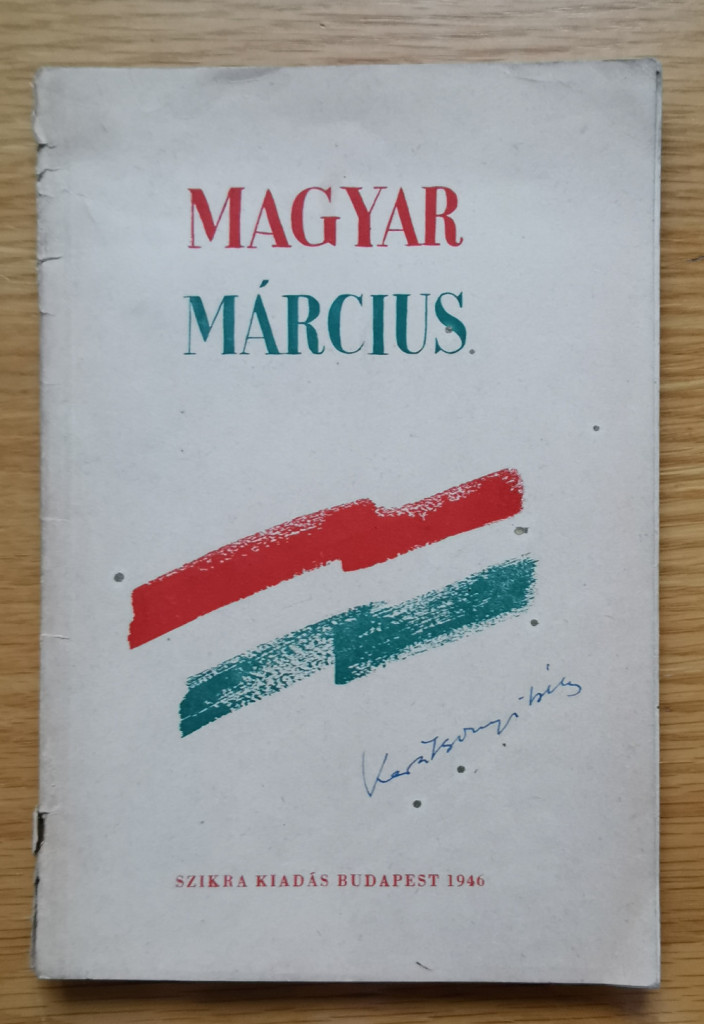 MAGYAR
MÁRCIUS
SZIKRA KIADÁS BUDAPEST 1946